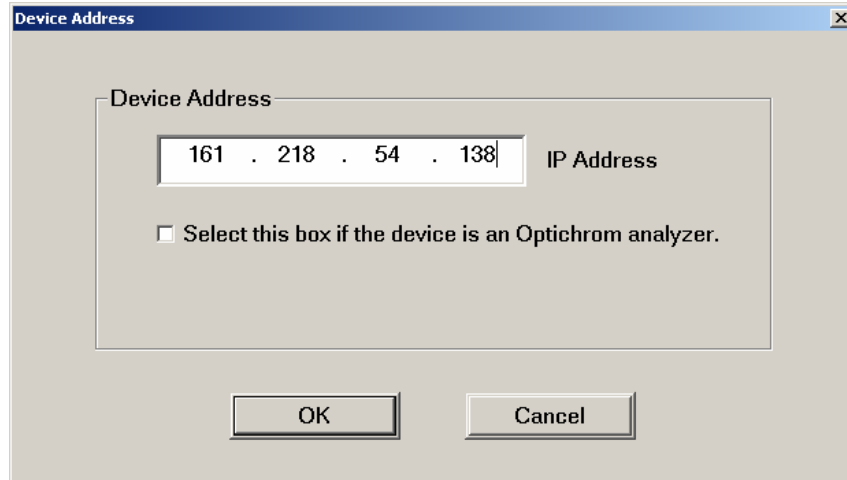 Device Address
Device Address
161 . 218 . 54 . 138 IP Address
Select this box if the device is an Optichrom analyzer.
OK Cancel